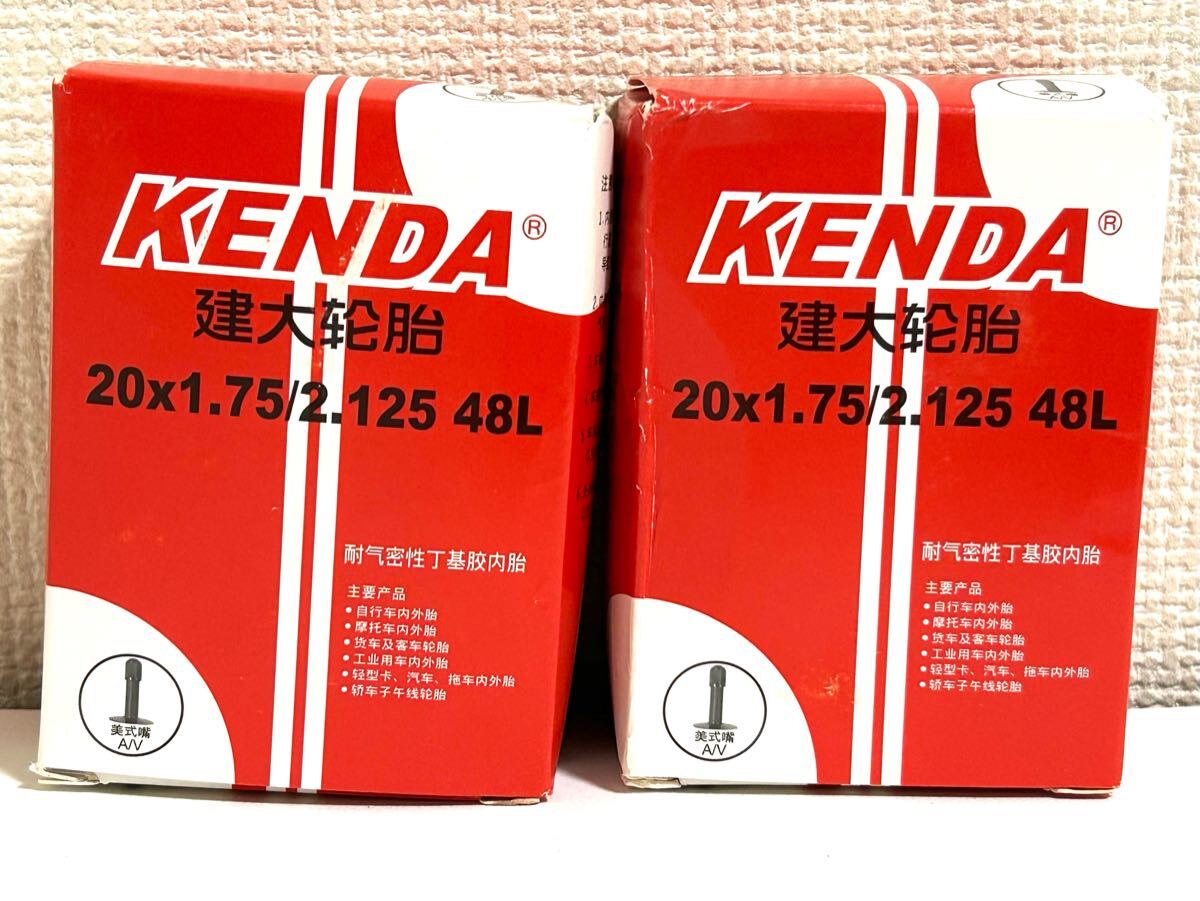 KENDA®
建大轮胎
20x1.75/2.125 48L
耐气密性丁基胶内胎
主要产品
•自行车内外胎
•摩托车内外胎
•货车及客车轮胎
•工业用车内外胎
•轻型卡、汽车、拖车内外胎
•轿车子午线轮胎
美式嘴
A/V
A/V
KENDA®
建大轮胎
20x1.75/2.125 48L
耐气密性丁基胶内胎
主要产品
•自行车内外胎
•摩托车内外胎
•货车及客车轮胎
•工业用车内外胎
•轻型卡、汽车、拖车内外胎
•轿车子午线轮胎
美式嘴
A/V